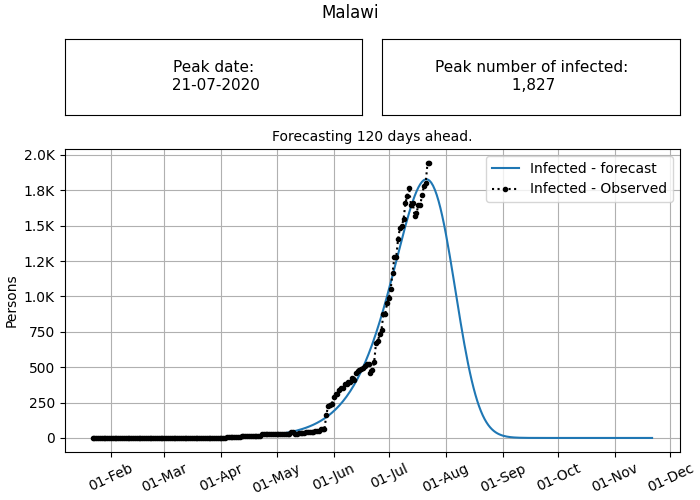 Malawi
Peak date:
21-07-2020
Peak number of infected:
1,827
Forecasting 120 days ahead.
2.0K
1.8K
1.5K
1.2K
1.0K
750
500
250
0
Persons
Infected - forecast
Infected - Observed
01-Feb
01-Mar
01-Apr
01-May
01-Jun
01-Jul
01-Aug
01-Sep
01-Oct
01-Nov
01-Dec